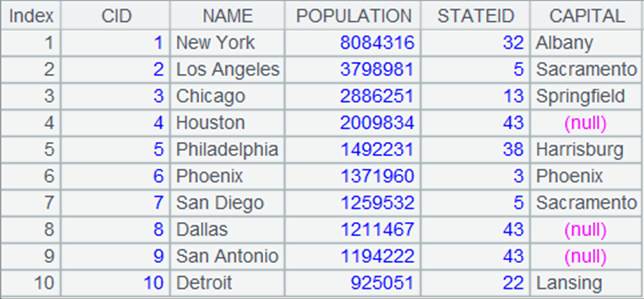 Index CID NAME POPULATION STATEID CAPITAL
1 1 New York 8084316 32 Albany
2 2 Los Angeles 3798981 5 Sacramento
3 3 Chicago 2886251 13 Springfield
4 4 Houston 2009834 43 (null)
5 5 Philadelphia 1492231 38 Harrisburg
6 6 Phoenix 1371960 3 Phoenix
7 7 San Diego 1259532 5 Sacramento
8 8 Dallas 1211467 43 (null)
9 9 San Antonio 1194222 43 (null)
10 10 Detroit 925051 22 Lansing